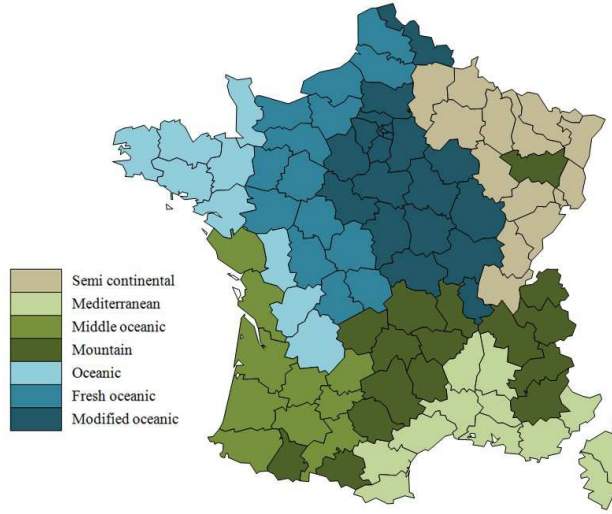 Semi continental
Mediterranean
Middle oceanic
Mountain
Oceanic
Fresh oceanic
Modified oceanic